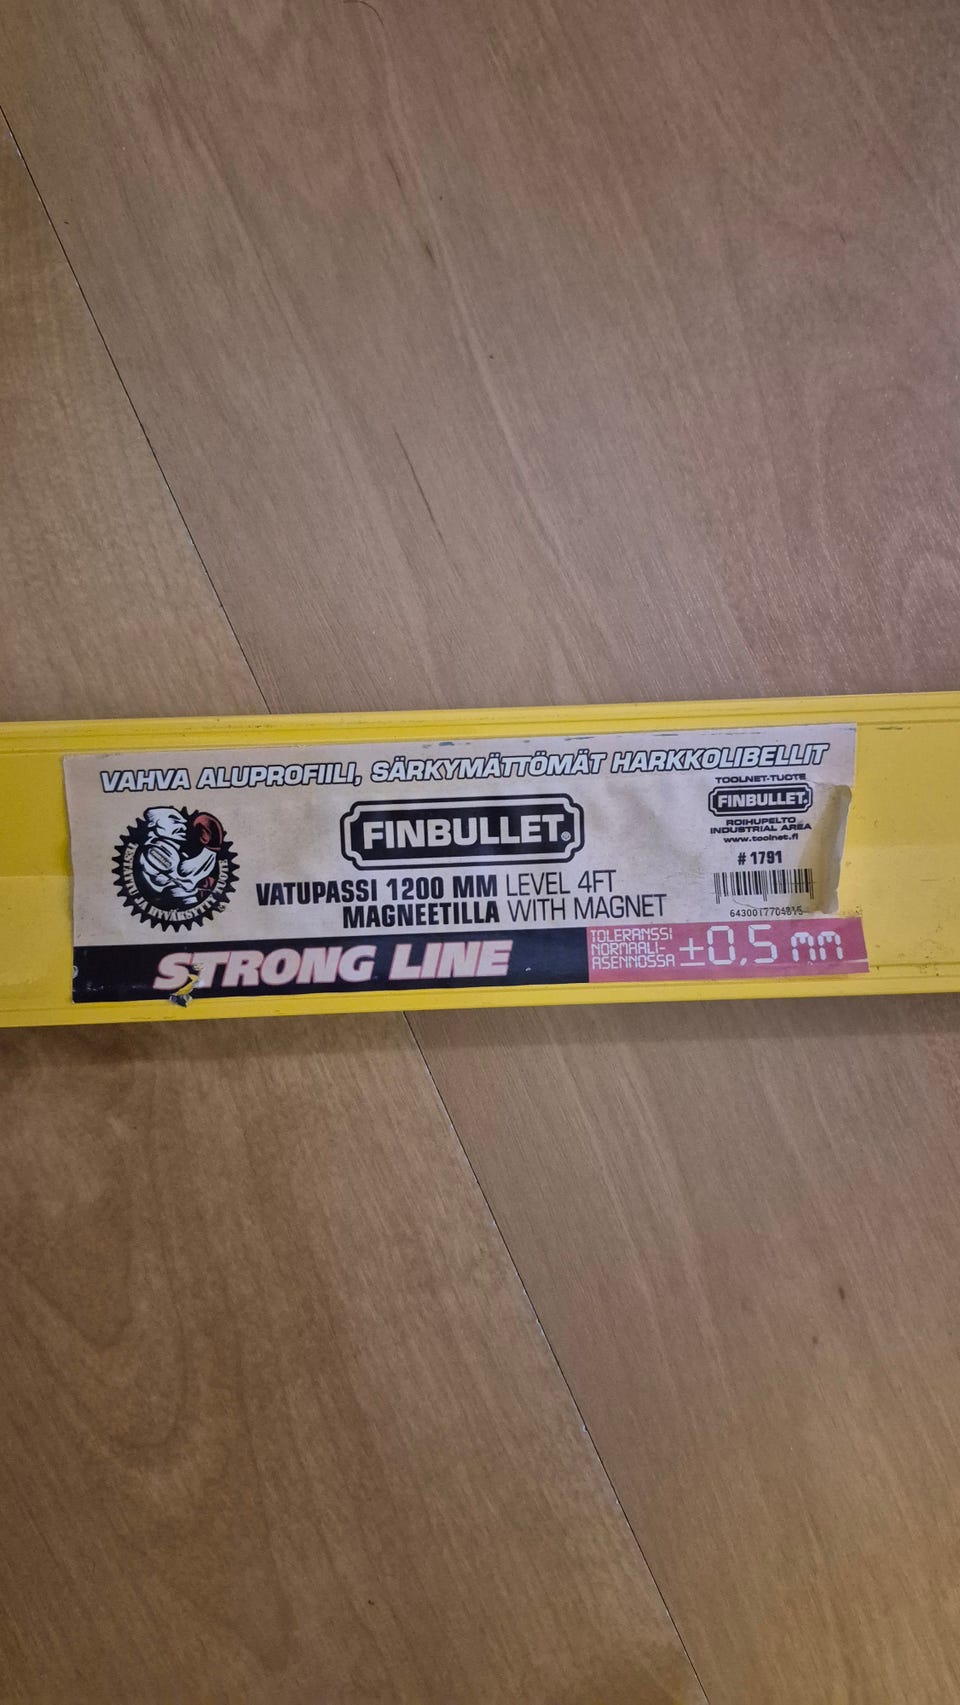 VAHVA ALUPROFIILI, SÄRKYMÄTTÖMÄT HARKKOLIBELLIT
FINBULLET®
VATUPASSI 1200 MM LEVEL 4FT
MAGNEETILLA WITH MAGNET
TOOLNET-TUOTE
FINBULLET
ROIHUPELTO
INDUSTRIAL AREA
www.toolnet.fi
# 1791
STRONG LINE
TOLERANSSI
NORMAALI-
ASENNOSSA
±0,5 mm